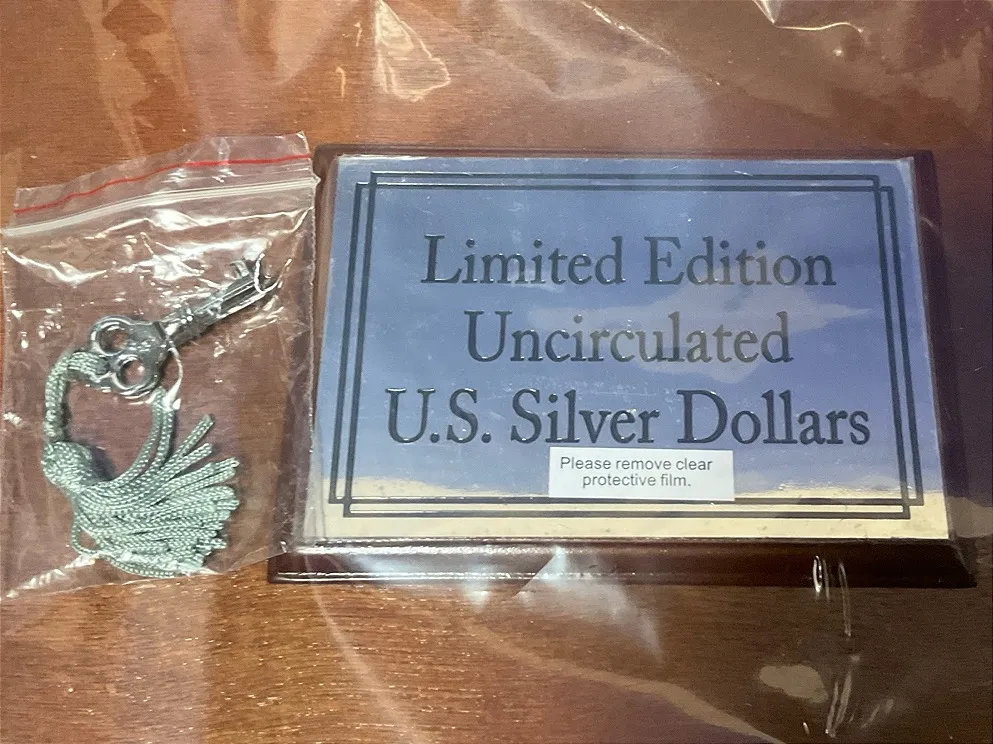 Limited Edition
Uncirculated
U.S. Silver Dollars
Please remove clear
protective film.